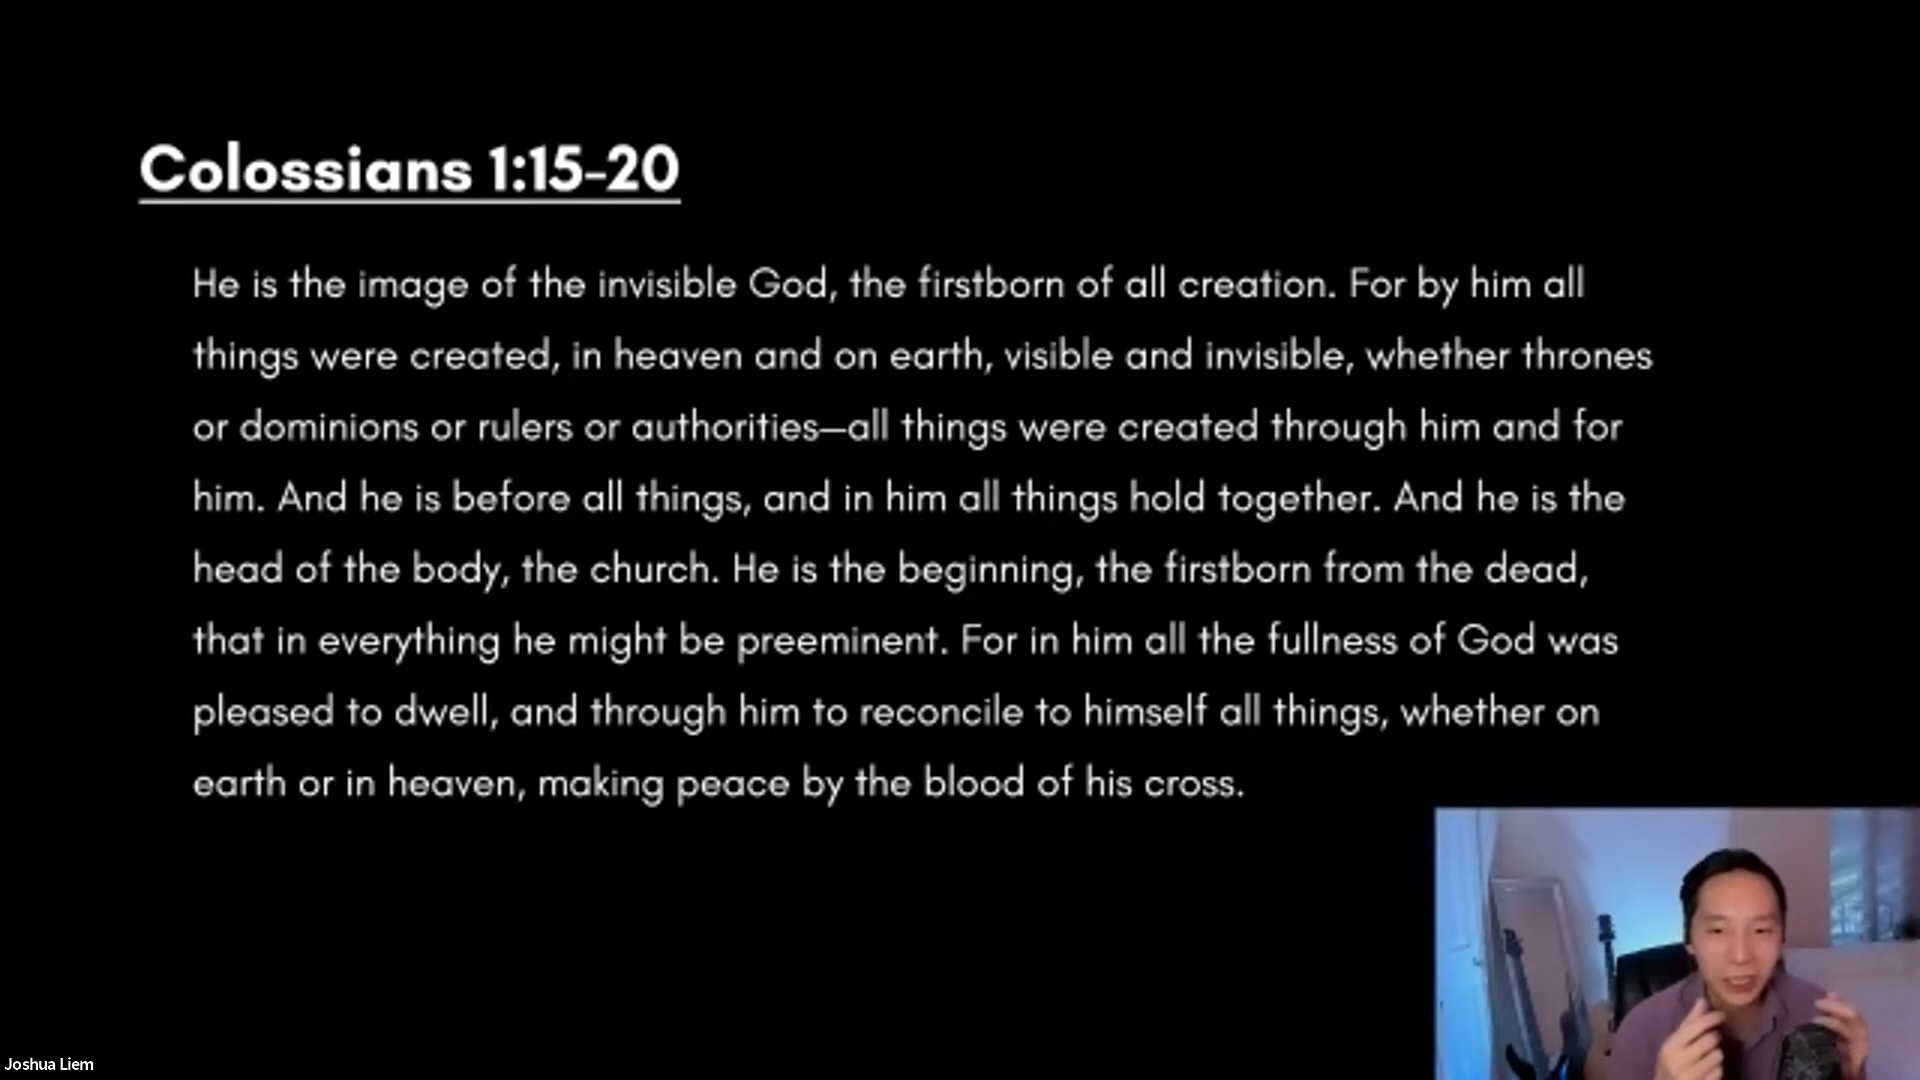 Colossians 1:15-20
He is the image of the invisible God, the firstborn of all creation. For by him all
things were created, in heaven and on earth, visible and invisible, whether thrones
or dominions or rulers or authorities—all things were created through him and for
him. And he is before all things, and in him all things hold together. And he is the
head of the body, the church. He is the beginning, the firstborn from the dead,
that in everything he might be preeminent. For in him all the fullness of God was
pleased to dwell, and through him to reconcile to himself all things, whether on
earth or in heaven, making peace by the blood of his cross.
Joshua Liem